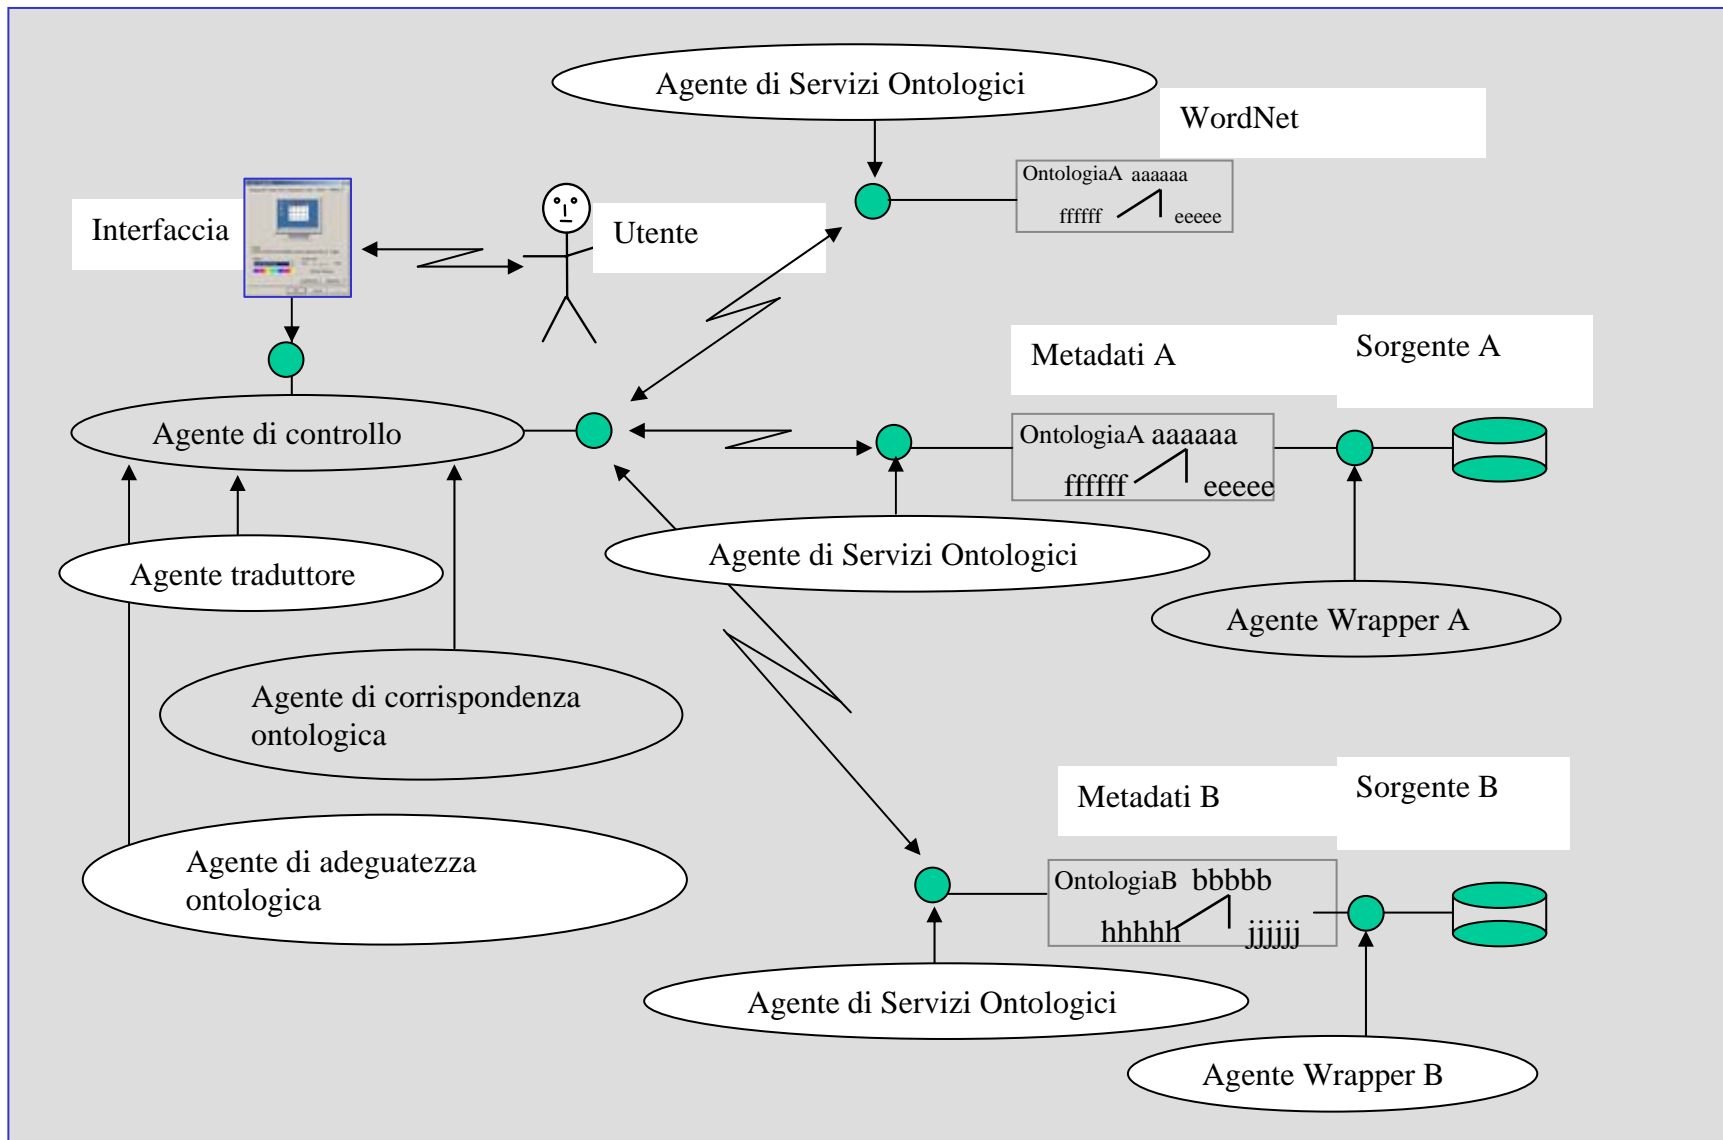 Agente di Servizi Ontologici
WordNet
OntologiaA aaaaaa
ffffff eeeee
Interfaccia
Utente
Metadati A
Sorgente A
Agente di controllo
OntologiaA aaaaaa
ffffff eeeee
Agente di Servizi Ontologici
Agente traduttore
Agente Wrapper A
Agente di corrispondenza
ontologica
Metadati B
Sorgente B
Agente di adeguatezza
ontologica
OntologiaB bbbbb
hhhhh jjjjjj
Agente di Servizi Ontologici
Agente Wrapper B